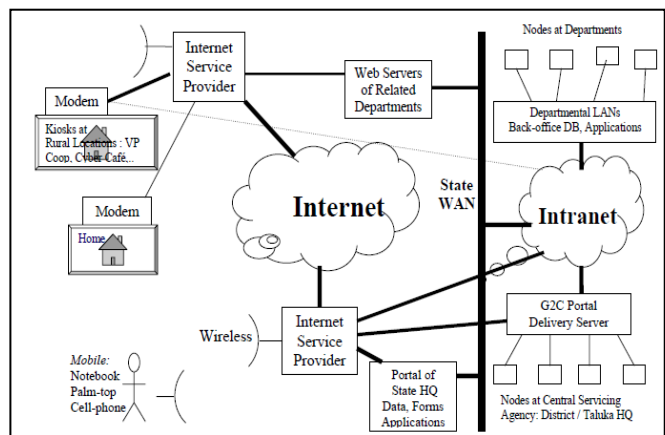 Nodes at Departments
Internet
Service
Provider
Web Servers
of Related
Departments
Modem
Kiosks at
Rural Locations : VP
Coop, Cyber Café,..
Departmental LANs
Back-office DB, Applications
Internet
State
WAN
Intranet
Modem
Home
G2C Portal
Delivery Server
Wireless
Internet
Service
Provider
Mobile:
Notebook
Palm-top
Cell-phone
Portal of
State HQ
Data, Forms
Applications
Nodes at Central Servicing
Agency: District / Taluka HQ